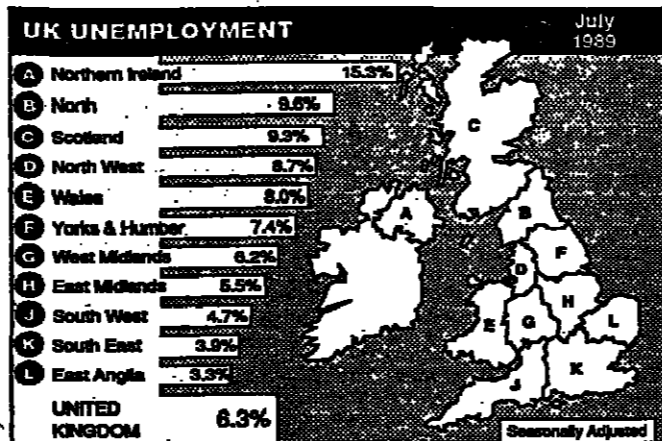 UK UNEMPLOYMENT
July
1989
A Northern Ireland 15.3%
B North 9.6%
C Scotland 9.3%
D North West 8.7%
E Wales 8.0%
F Yorks & Humber 7.4%
G West Midlands 6.2%
H East Midlands 5.5%
J South West 4.7%
K South East 3.9%
L East Anglia 3.3%
UNITED
KINGDOM 6.3%
C
A
B
F
D
H
L
E
G
K
J
Seasonally Adjusted